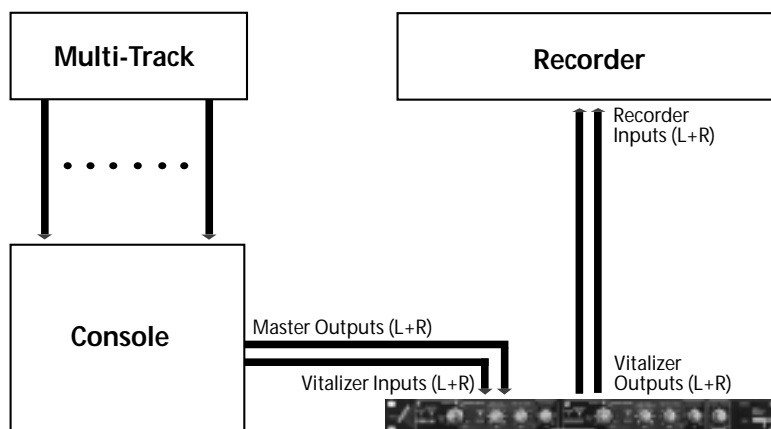 Multi-Track
Recorder
Recorder
Inputs (L+R)
Console
Master Outputs (L+R)
Vitalizer Inputs (L+R)
Vitalizer
Outputs (L+R)